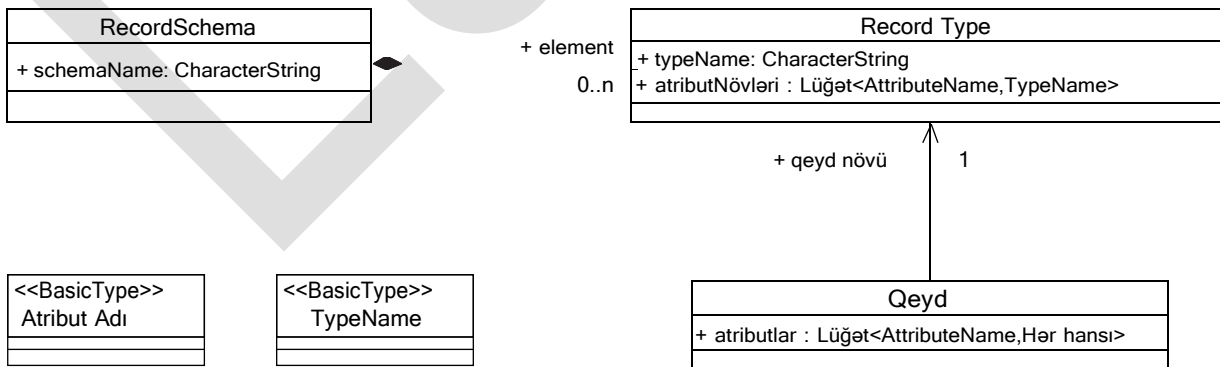 RecordSchema
+ schemaName: CharacterString
+ element
0..n
Record Type
+ typeName: CharacterString
+ atributNövləri : Lüğət<AttributeName,TypeName>
+ qeyd növü
1
<<BasicType>>
Atribut Adı
<<BasicType>>
TypeName
Qeyd
+ atributlar : Lüğət<AttributeName,Hər hansı>